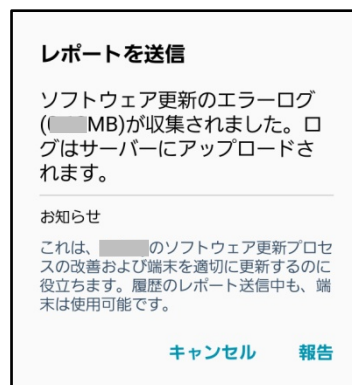 レポートを送信
ソフトウェア更新のエラーログ
(MB)が収集されました。ロ
グはサーバーにアップロードさ
れます。
お知らせ
これは、のソフトウェア更新プロセ
スの改善および端末を適切に更新するのに
役立ちます。履歴のレポート送信中も、端
末は使用可能です。
キャンセル 報告